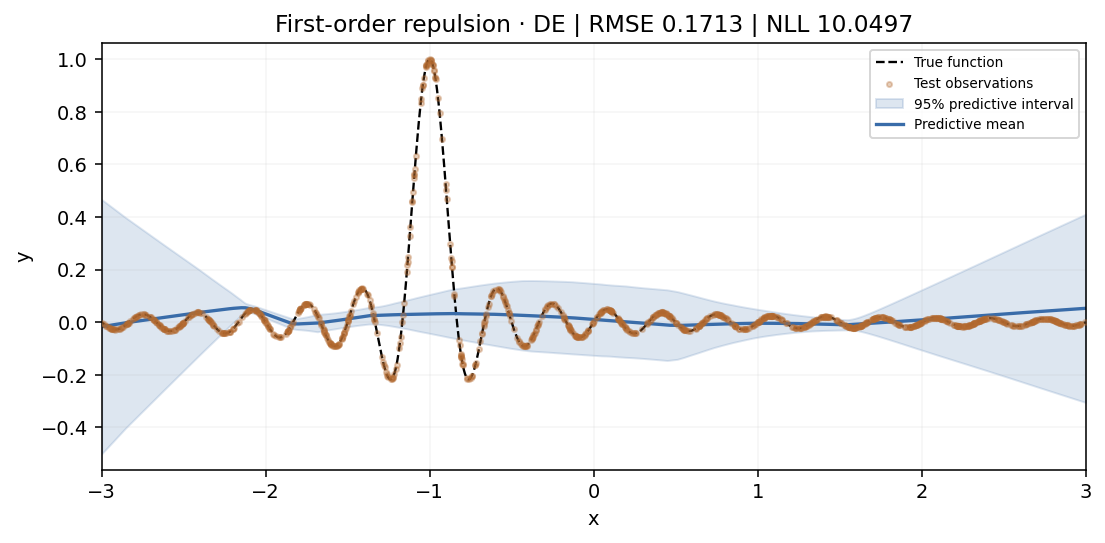 First-order repulsion · DE | RMSE 0.1713 | NLL 10.0497
True function
Test observations
95% predictive interval
Predictive mean
1.0
0.8
0.6
0.4
0.2
0.0
−0.2
−0.4
y
−3 −2 −1 0 1 2 3
x